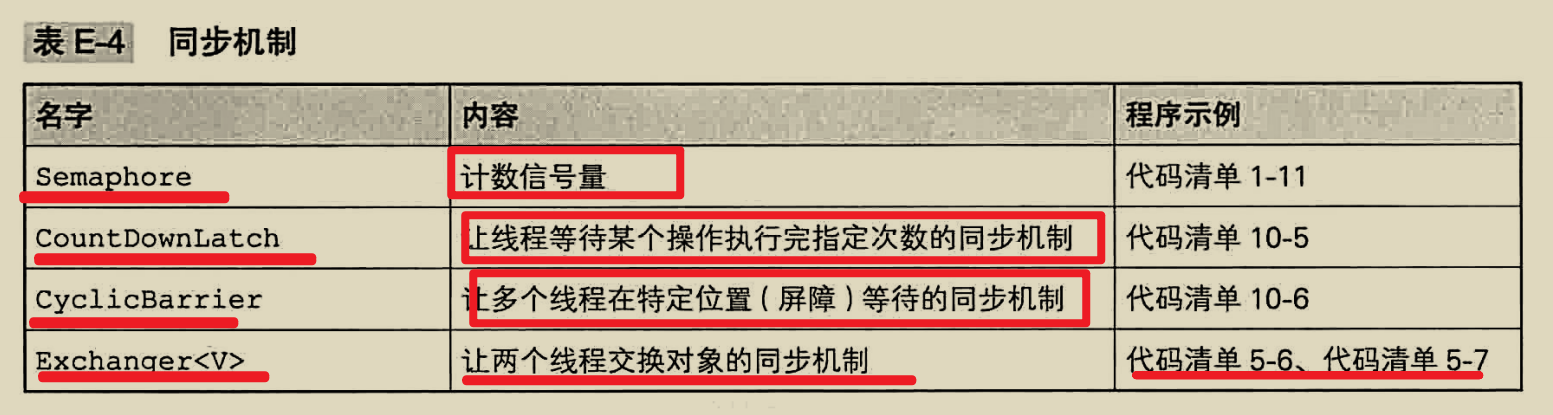 表 E-4 同步机制
名字 内容 程序示例
Semaphore 计数信号量 代码清单 1-11
CountDownLatch 让线程等待某个操作执行完指定次数的同步机制 代码清单 10-5
CyclicBarrier 让多个线程在特定位置(屏障)等待的同步机制 代码清单 10-6
Exchanger<V> 让两个线程交换对象的同步机制 代码清单 5-6、代码清单 5-7